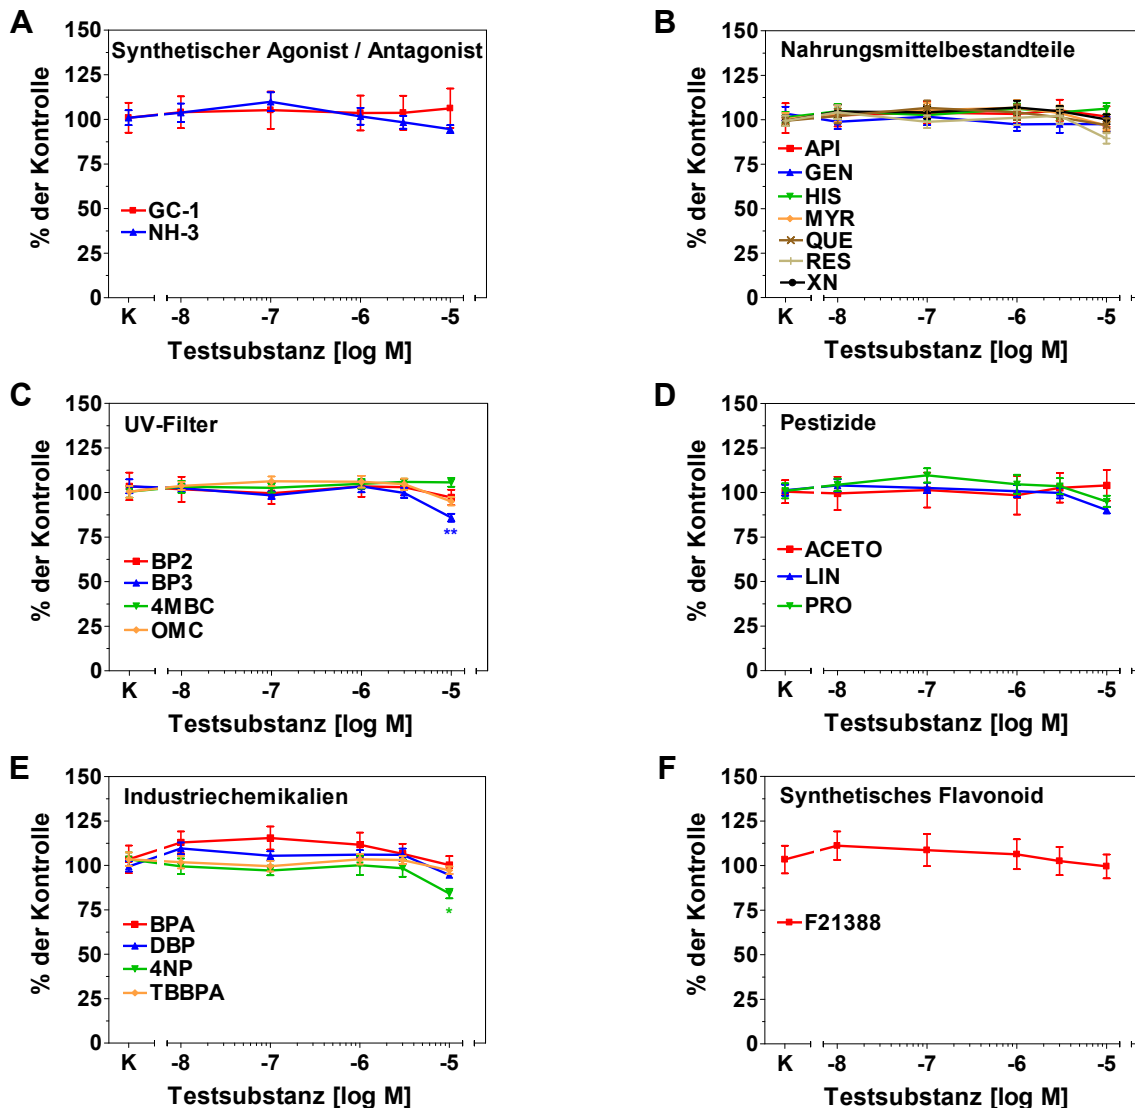 A
Synthetischer Agonist / Antagonist
% der Kontrolle
150
125
100
75
50
25
0
GC-1
NH-3
K -8 -7 -6 -5
Testsubstanz [log M]
B
Nahrungsmittelbestandteile
% der Kontrolle
150
125
100
75
50
25
0
API
GEN
HIS
MYR
QUE
RES
XN
K -8 -7 -6 -5
Testsubstanz [log M]
C
UV-Filter
% der Kontrolle
150
125
100
75
50
25
0
**
BP2
BP3
4MBC
OMC
K -8 -7 -6 -5
Testsubstanz [log M]
D
Pestizide
% der Kontrolle
150
125
100
75
50
25
0
ACETO
LIN
PRO
K -8 -7 -6 -5
Testsubstanz [log M]
E
Industriechemikalien
% der Kontrolle
150
125
100
75
50
25
0
*
BPA
DBP
4NP
TBBPA
K -8 -7 -6 -5
Testsubstanz [log M]
F
Synthetisches Flavonoid
% der Kontrolle
150
125
100
75
50
25
0
F21388
K -8 -7 -6 -5
Testsubstanz [log M]